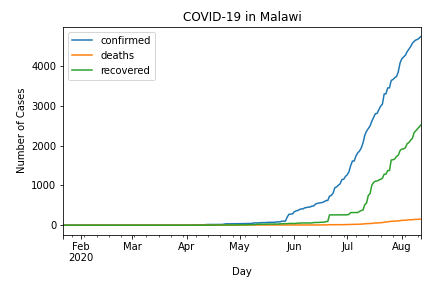 COVID-19 in Malawi
confirmed
deaths
recovered
Number of Cases
4000
3000
2000
1000
0
Feb Mar Apr May Jun Jul Aug
2020
Day